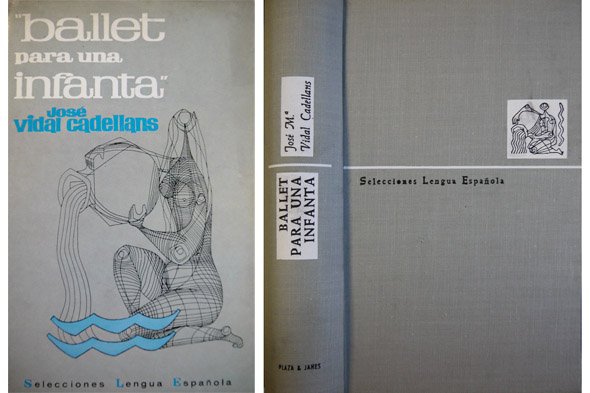 "ballet
para una
infanta"
José
vidal cadellans
Selecciones Lengua Española
José M.ª
Vidal Cadellans
BALLET
PARA UNA
INFANTA
PLAZA & JANES
Selecciones Lengua Española